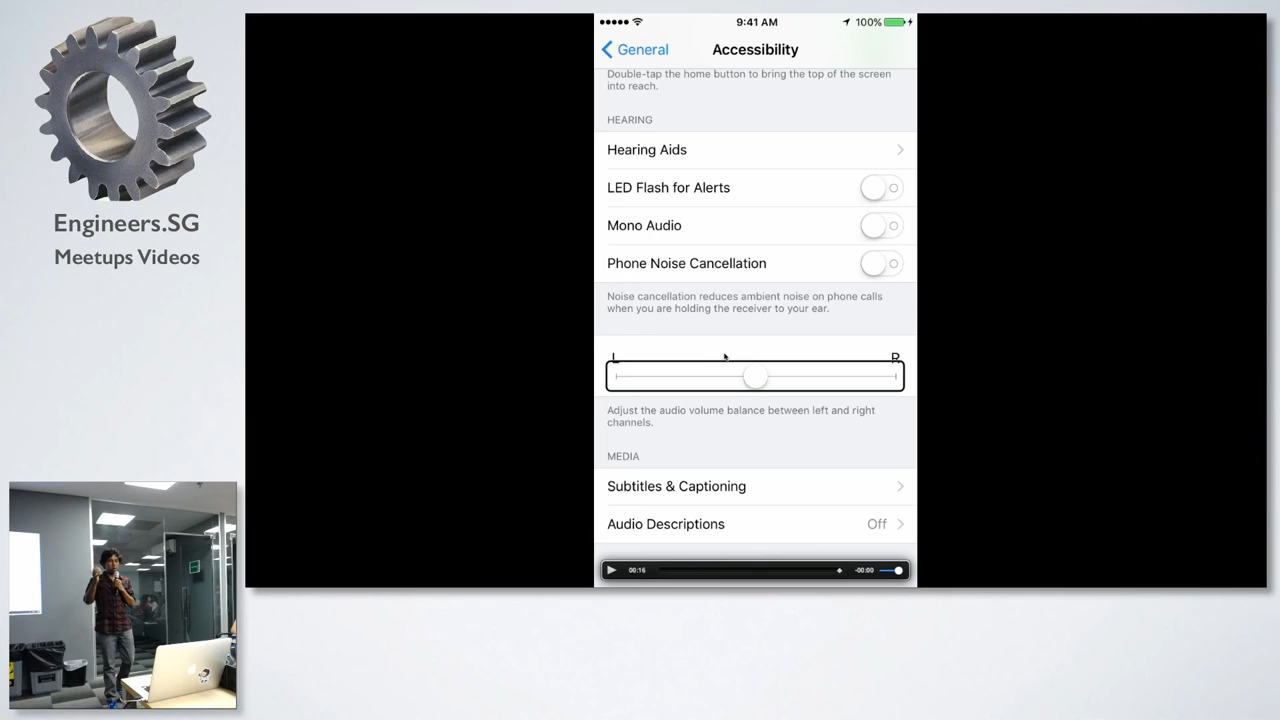 Engineers.SG
Meetups Videos
9:41 AM
100%
General
Accessibility
Double-tap the home button to bring the top of the screen
into reach.
HEARING
Hearing Aids
LED Flash for Alerts
Mono Audio
Phone Noise Cancellation
Noise cancellation reduces ambient noise on phone calls
when you are holding the receiver to your ear.
L
R
Adjust the audio volume balance between left and right
channels.
MEDIA
Subtitles & Captioning
Audio Descriptions
Off
00:16
-00:00